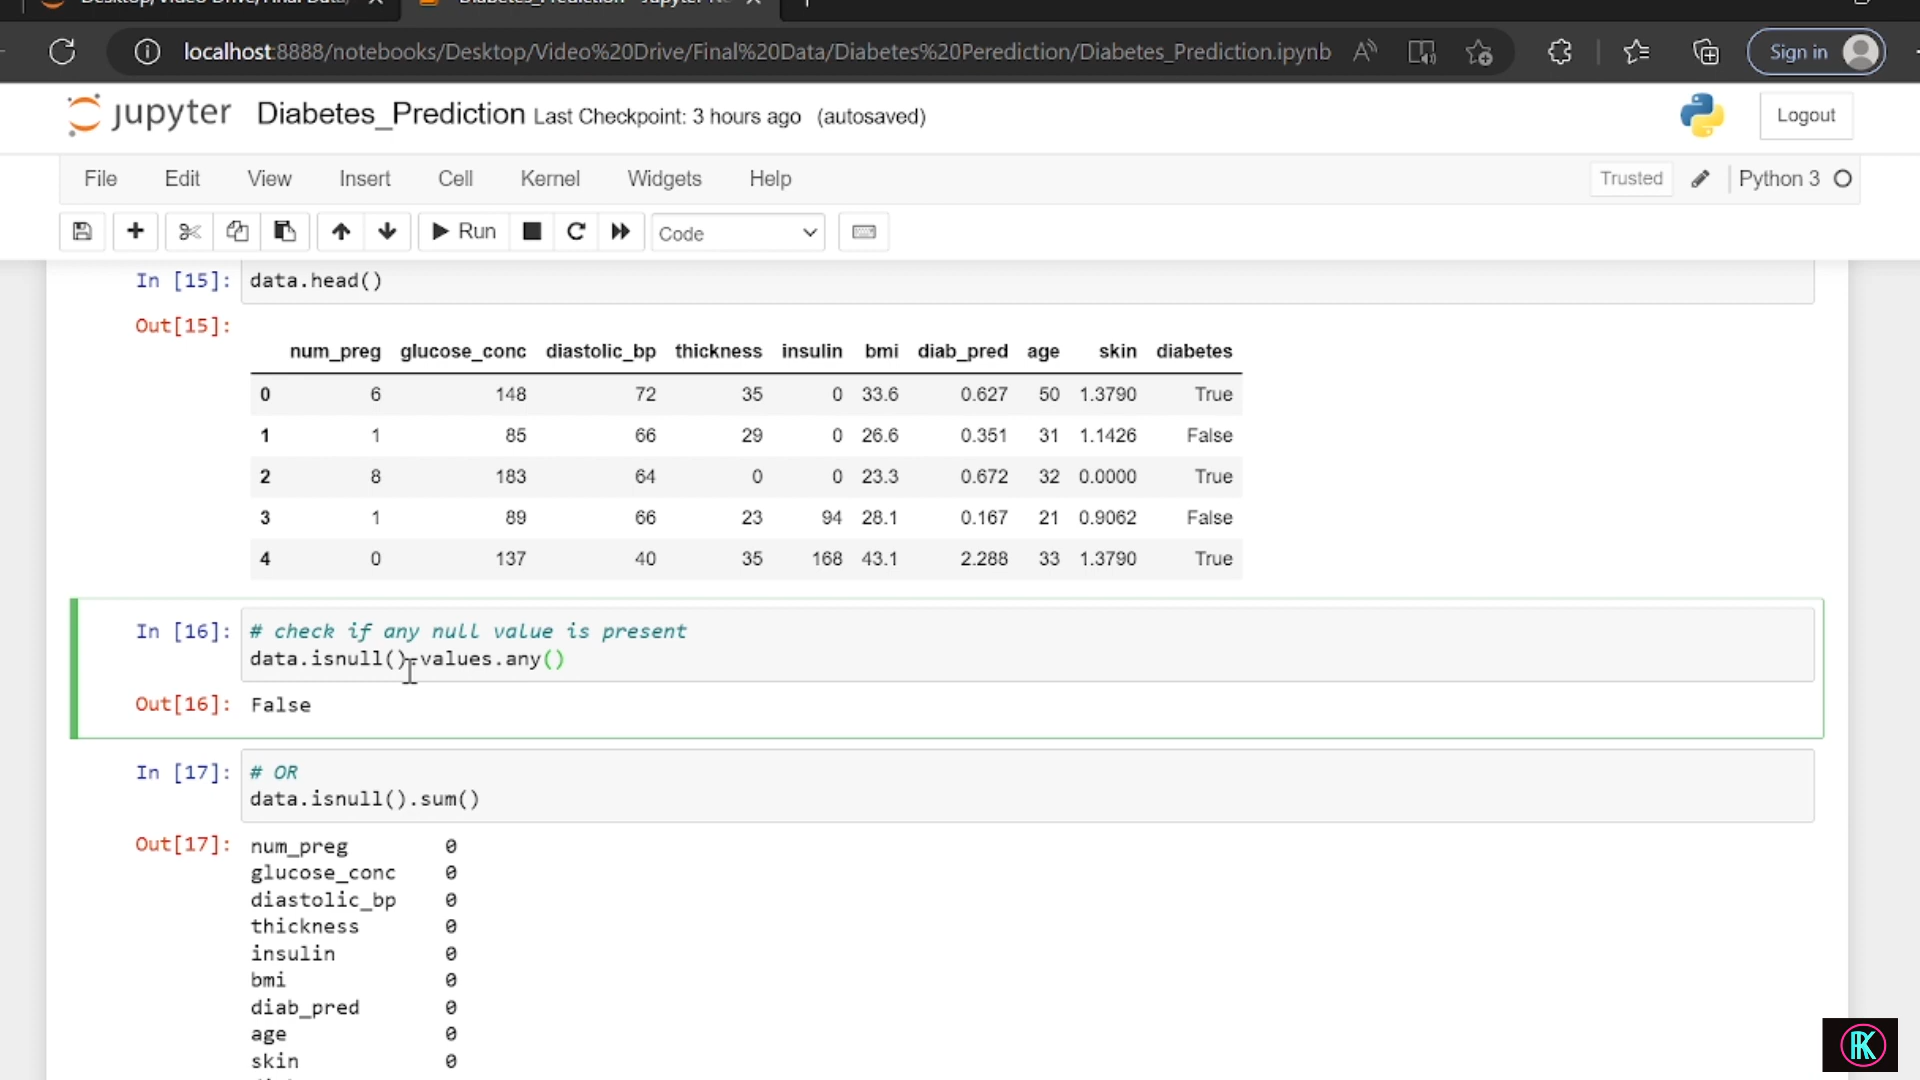 localhost:8888/notebooks/Desktop/Video%20Drive/Final%20Data/Diabetes%20Perediction/Diabetes_Prediction.ipynb
Sign in
jupyter Diabetes_Prediction Last Checkpoint: 3 hours ago (autosaved)
Logout
File Edit View Insert Cell Kernel Widgets Help
Trusted Python 3
Run Code
In [15]: data.head()
Out[15]:
num_preg glucose_conc diastolic_bp thickness insulin bmi diab_pred age skin diabetes
0 6 148 72 35 0 33.6 0.627 50 1.3790 True
1 1 85 66 29 0 26.6 0.351 31 1.1426 False
2 8 183 64 0 0 23.3 0.672 32 0.0000 True
3 1 89 66 23 94 28.1 0.167 21 0.9062 False
4 0 137 40 35 168 43.1 2.288 33 1.3790 True
In [16]: # check if any null value is present
data.isnull().values.any()
Out[16]: False
In [17]: # OR
data.isnull().sum()
Out[17]: num_preg 0
glucose_conc 0
diastolic_bp 0
thickness 0
insulin 0
bmi 0
diab_pred 0
age 0
skin 0